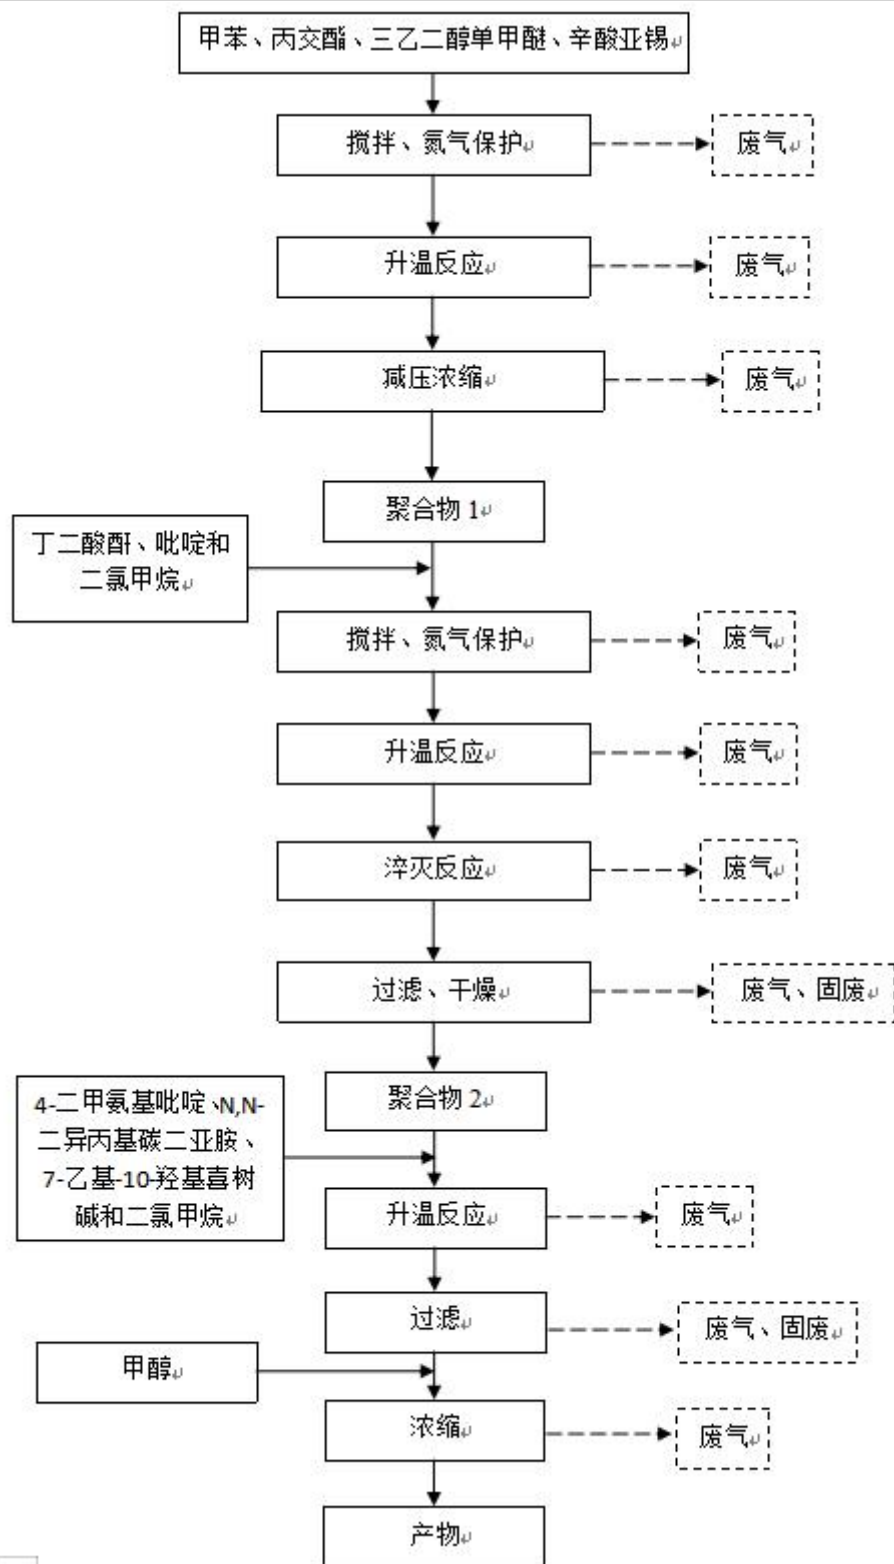 甲苯、丙交酯、三乙二醇单甲醚、辛酸亚锡
搅拌、氮气保护
废气
升温反应
废气
减压浓缩
废气
聚合物 1
丁二酸酐、吡啶和
二氯甲烷
搅拌、氮气保护
废气
升温反应
废气
淬灭反应
废气
过滤、干燥
废气、固废
聚合物 2
4-二甲氨基吡啶、N,N-
二异丙基碳二亚胺、
7-乙基-10-羟基喜树
碱和二氯甲烷
升温反应
废气
过滤
废气、固废
甲醇
浓缩
废气
产物